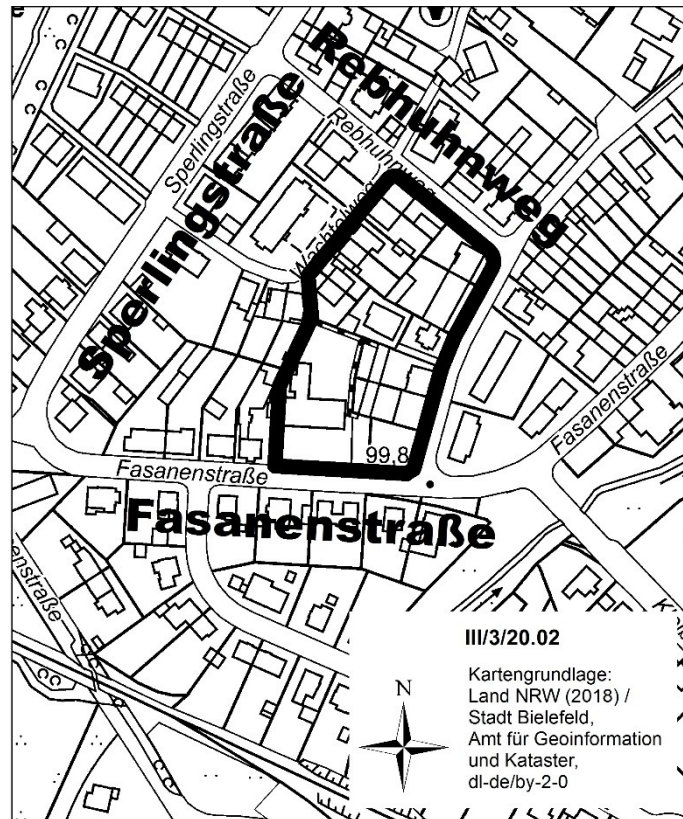 e
Rebhuhnweg
Sperlingstraße
Sperlingstraße
Rebhuhnweg
Wachtelweg
Fasanenstraße
99,8
Fasanenstraße
Fasanenstraße
enstraße
III/3/20.02
N
Kartengrundlage:
Land NRW (2018) /
Stadt Bielefeld,
Amt für Geoinformation
und Kataster,
dl-de/by-2-0